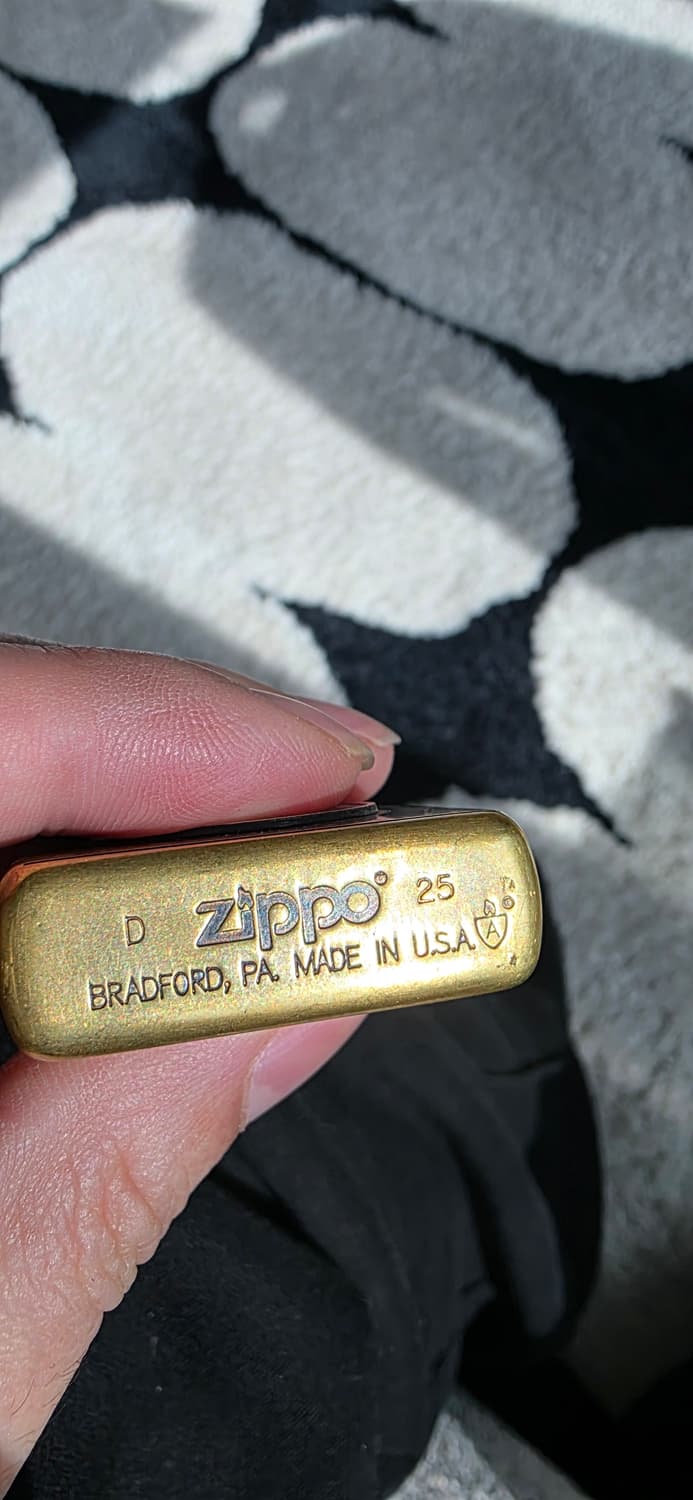 D zippo® 25
BRADFORD, PA. MADE IN U.S.A.
A